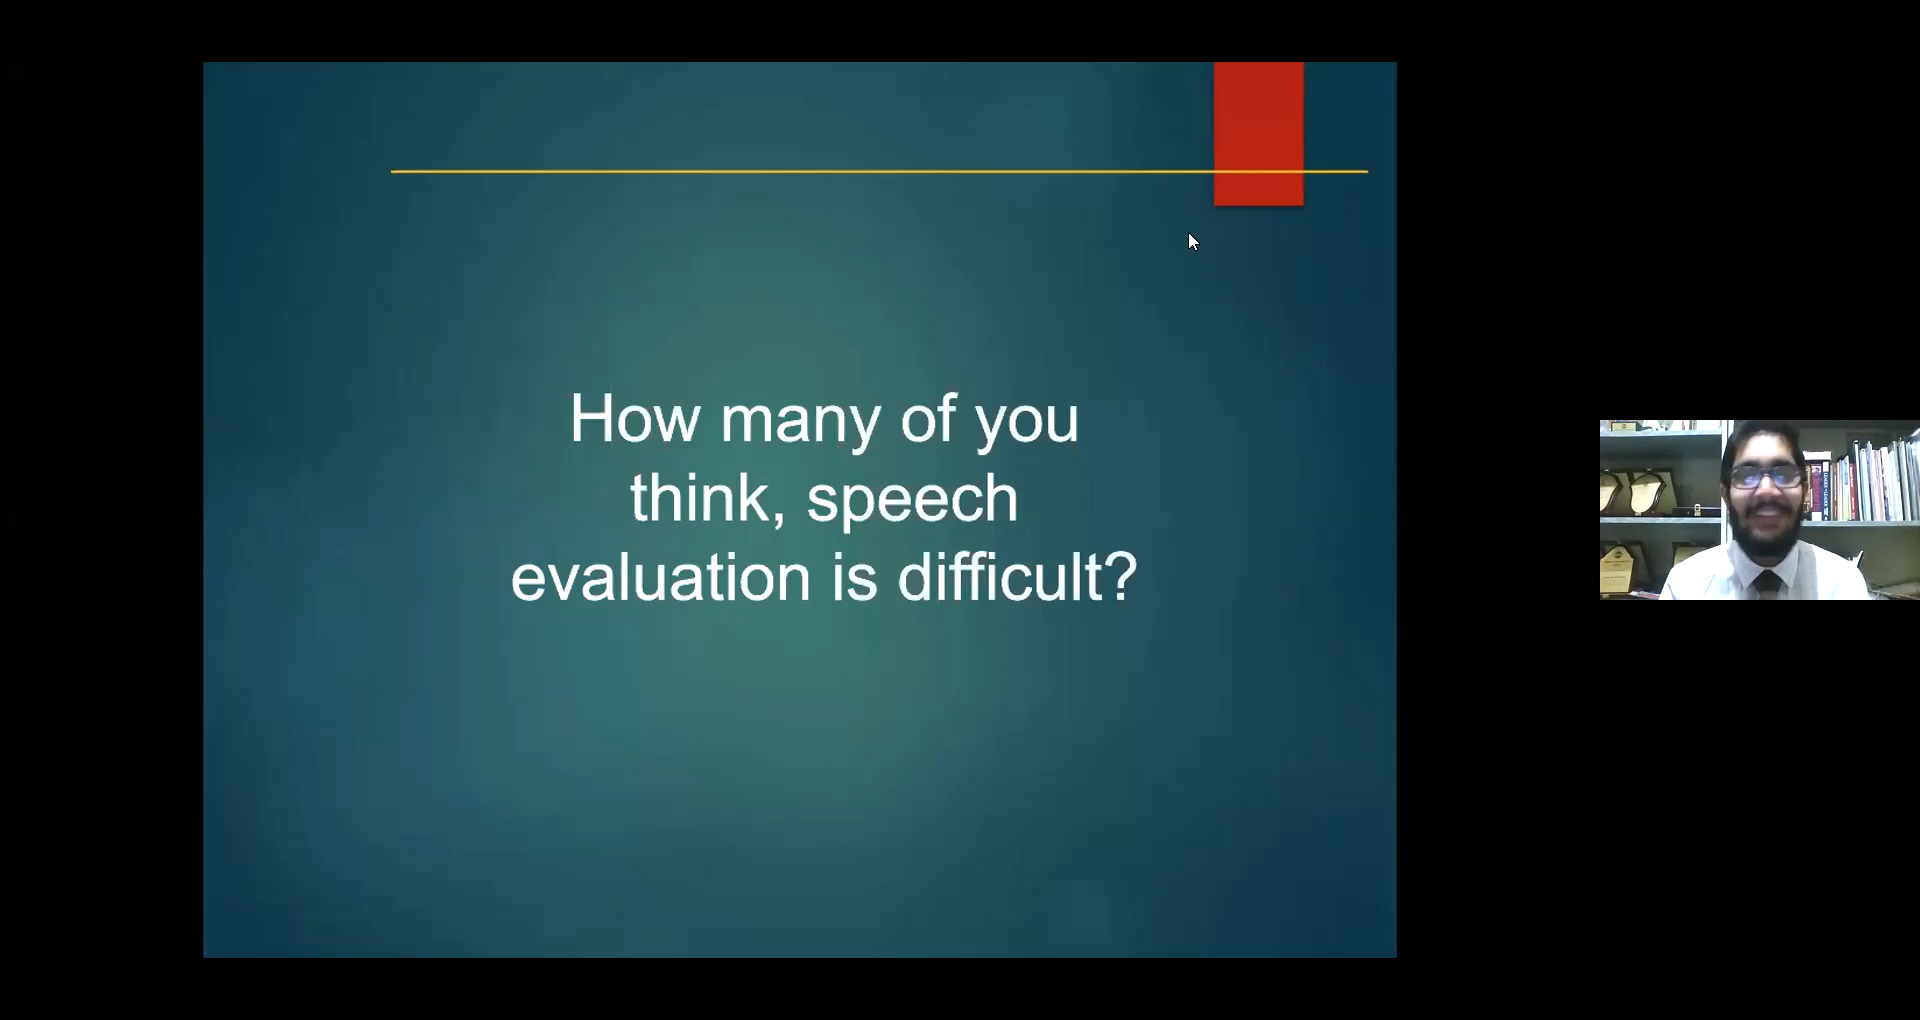 How many of you
think, speech
evaluation is difficult?